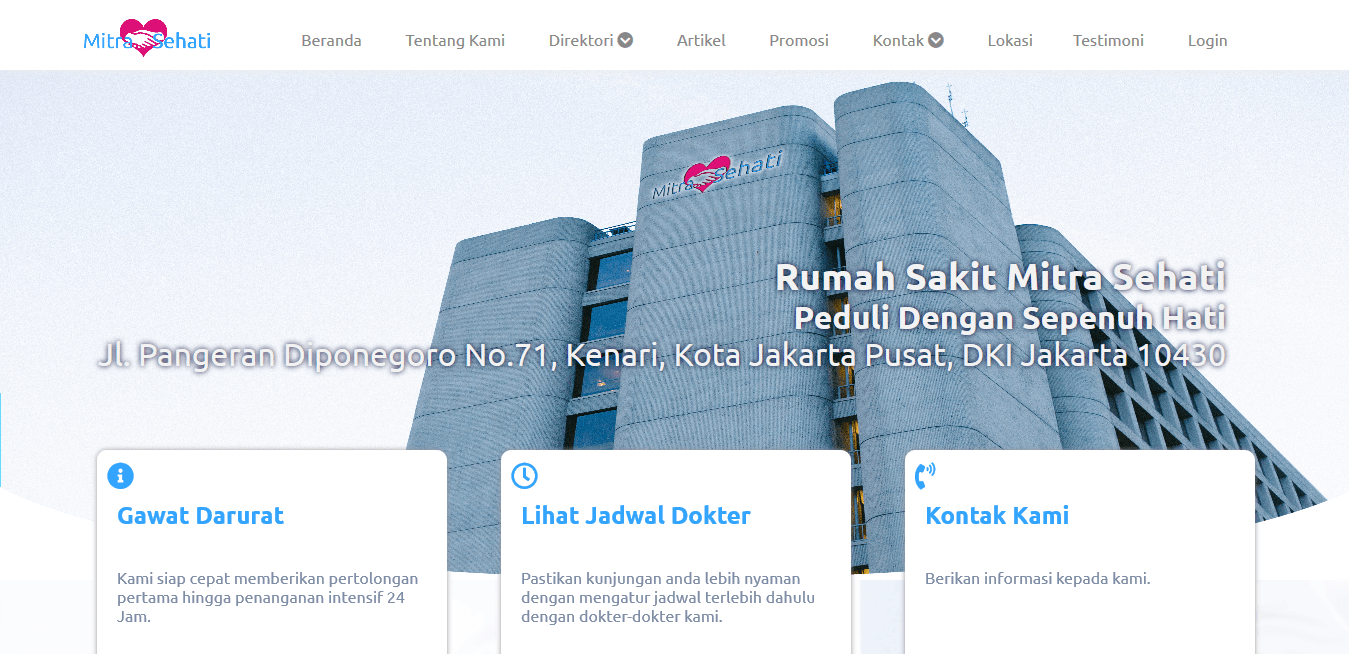 Mitra Sehati
Beranda
Tentang Kami
Direktori
Artikel
Promosi
Kontak
Lokasi
Testimoni
Login
Mitra Sehati
Rumah Sakit Mitra Sehati
Peduli Dengan Sepenuh Hati
Jl. Pangeran Diponegoro No.71, Kenari, Kota Jakarta Pusat, DKI Jakarta 10430
Gawat Darurat
Kami siap cepat memberikan pertolongan
pertama hingga penanganan intensif 24
Jam.
Lihat Jadwal Dokter
Pastikan kunjungan anda lebih nyaman
dengan mengatur jadwal terlebih dahulu
dengan dokter-dokter kami.
Kontak Kami
Berikan informasi kepada kami.